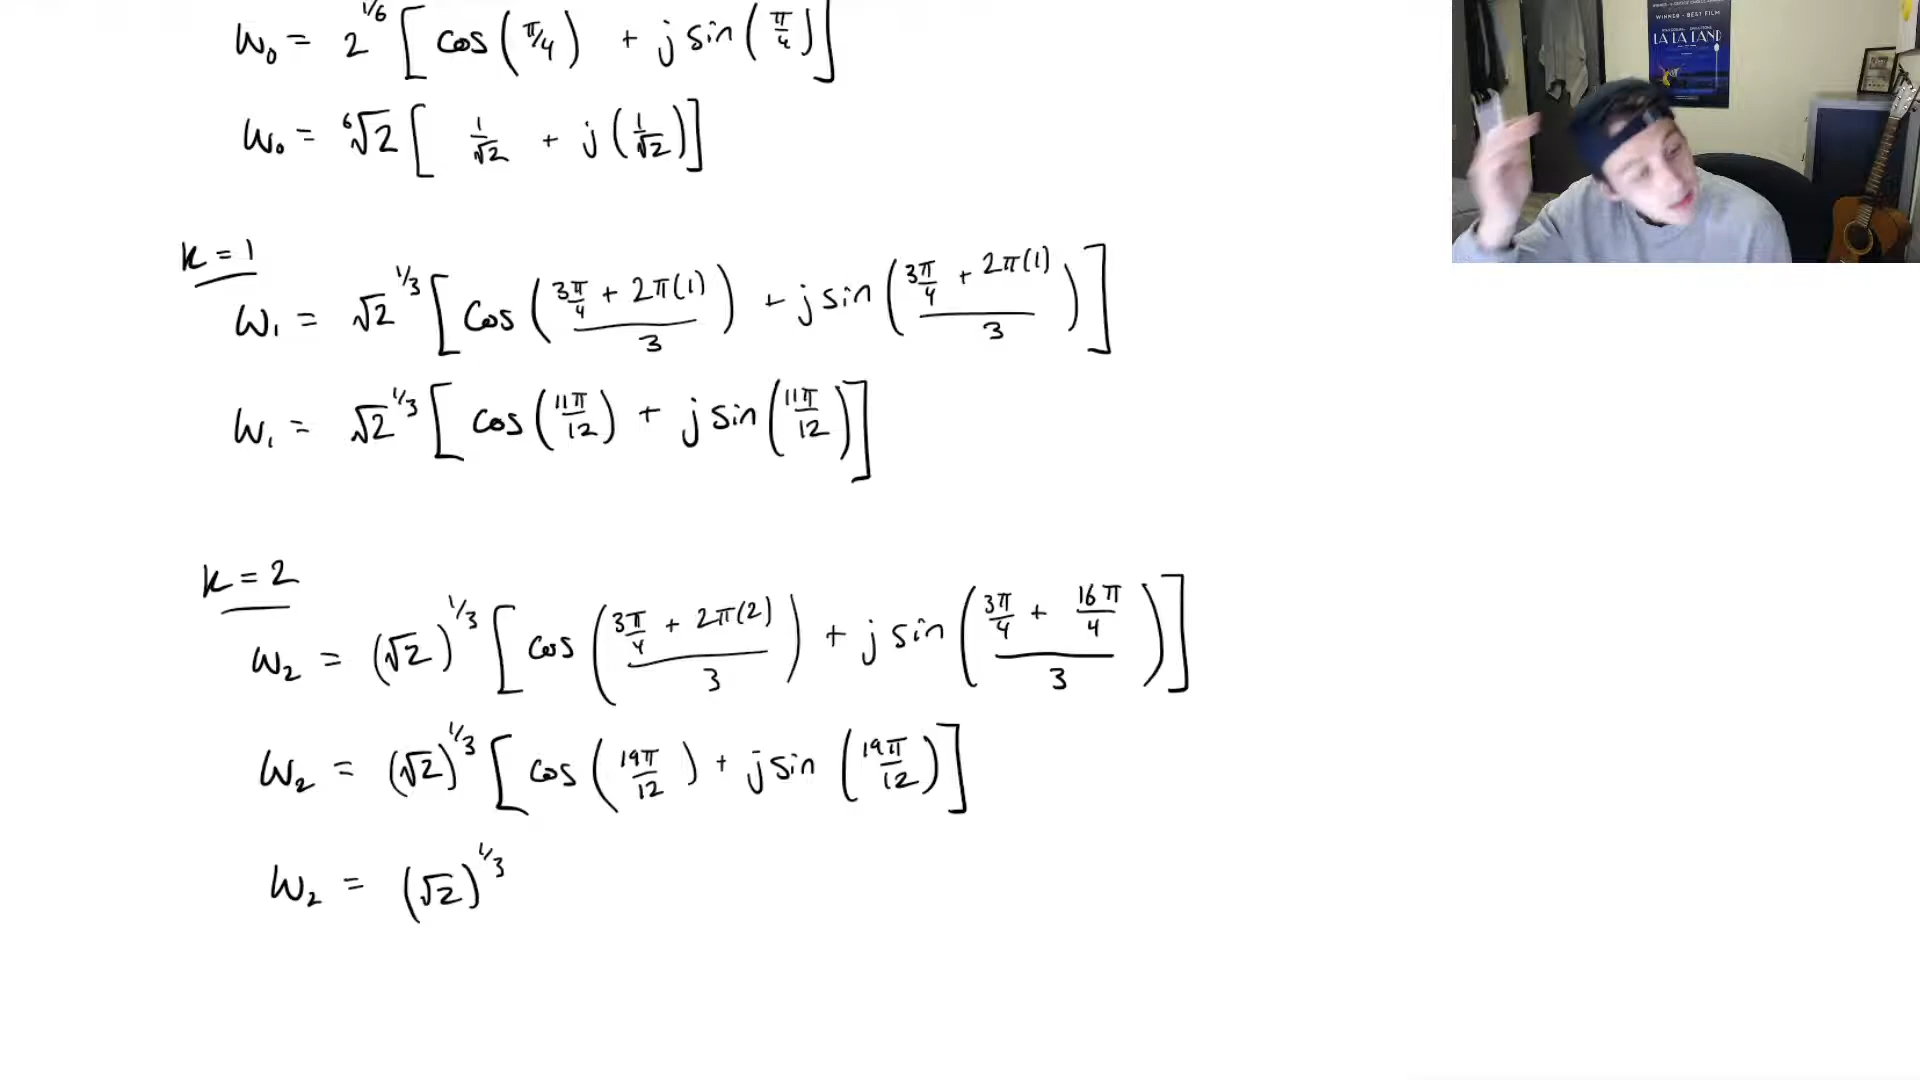 WINNER - BEST FILM
LA LA LAND
w₀ = 2^(1/6) [ cos(π/4) + j sin(π/4) ]
w₀ = ⁶√2 [ 1/√2 + j (1/√2) ]
k = 1
w₁ = √2^(1/3) [ cos( (3π/4 + 2π(1)) / 3 ) + j sin( (3π/4 + 2π(1)) / 3 ) ]
w₁ = √2^(1/3) [ cos(11π/12) + j sin(11π/12) ]
k = 2
w₂ = (√2)^(1/3) [ cos( (3π/4 + 2π(2)) / 3 ) + j sin( (3π/4 + 16π/4) / 3 ) ]
w₂ = (√2)^(1/3) [ cos(19π/12) + j sin(19π/12) ]
w₂ = (√2)^(1/3)